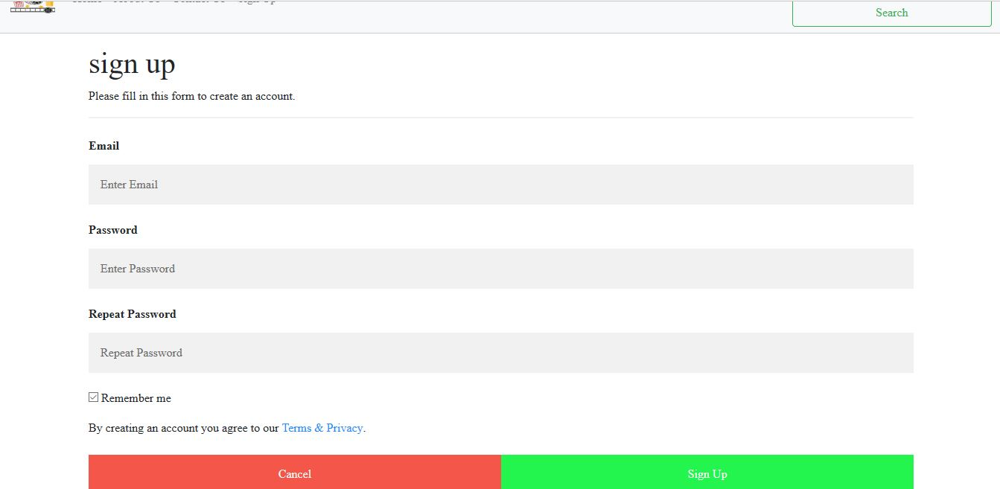 Search
sign up
Please fill in this form to create an account.
Email
Enter Email
Password
Enter Password
Repeat Password
Repeat Password
Remember me
By creating an account you agree to our Terms & Privacy.
Cancel
Sign Up